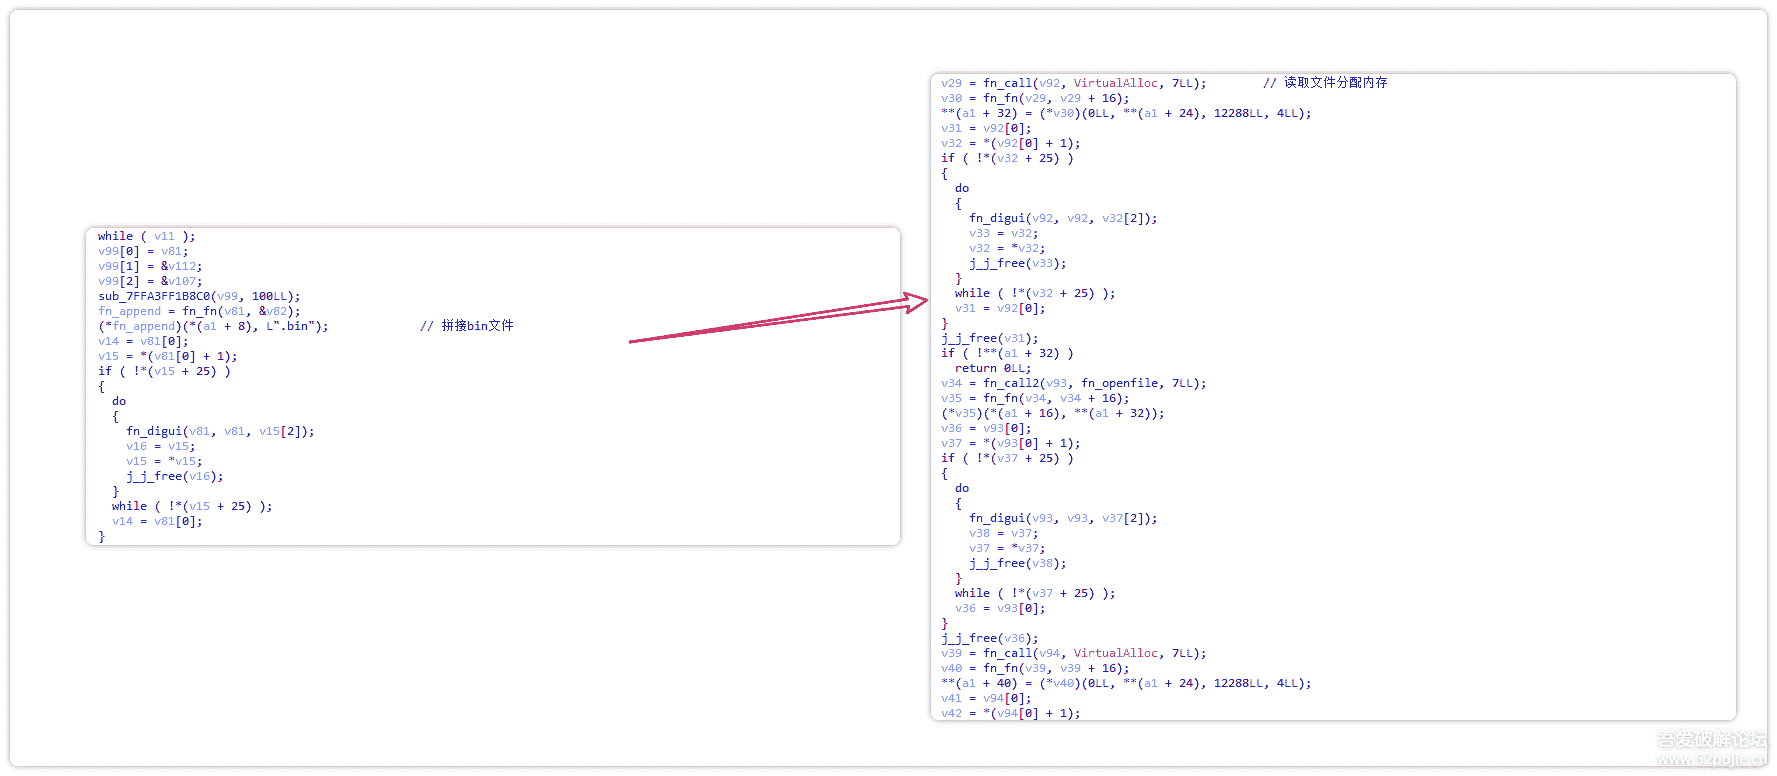 while ( v11 );
v99[0] = v81;
v99[1] = &v112;
v99[2] = &v107;
sub_7FFA3FF1B8C0(v99, 100LL);
fn_append = fn_fn(v81, &v82);
(*fn_append)(*(a1 + 8), L".bin"); // 拼接bin文件
v14 = v81[0];
v15 = *(v81[0] + 1);
if ( !*(v15 + 25) )
{
do
{
fn_digui(v81, v81, v15[2]);
v16 = v15;
v15 = *v15;
j_j_free(v16);
}
while ( !*(v15 + 25) );
v14 = v81[0];
}
v29 = fn_call(v92, VirtualAlloc, 7LL); // 读取文件分配内存
v30 = fn_fn(v29, v29 + 16);
**(a1 + 32) = (*v30)(0LL, **(a1 + 24), 12288LL, 4LL);
v31 = v92[0];
v32 = *(v92[0] + 1);
if ( !*(v32 + 25) )
{
do
{
fn_digui(v92, v92, v32[2]);
v33 = v32;
v32 = *v32;
j_j_free(v33);
}
while ( !*(v32 + 25) );
v31 = v92[0];
}
j_j_free(v31);
if ( !**(a1 + 32) )
return 0LL;
v34 = fn_call2(v93, fn_openfile, 7LL);
v35 = fn_fn(v34, v34 + 16);
(*v35)(*(a1 + 16), **(a1 + 32));
v36 = v93[0];
v37 = *(v93[0] + 1);
if ( !*(v37 + 25) )
{
do
{
fn_digui(v93, v93, v37[2]);
v38 = v37;
v37 = *v37;
j_j_free(v38);
}
while ( !*(v37 + 25) );
v36 = v93[0];
}
j_j_free(v36);
v39 = fn_call(v94, VirtualAlloc, 7LL);
v40 = fn_fn(v39, v39 + 16);
**(a1 + 40) = (*v40)(0LL, **(a1 + 24), 12288LL, 4LL);
v41 = v94[0];
v42 = *(v94[0] + 1);
吾爱破解论坛
www.52pojie.cn